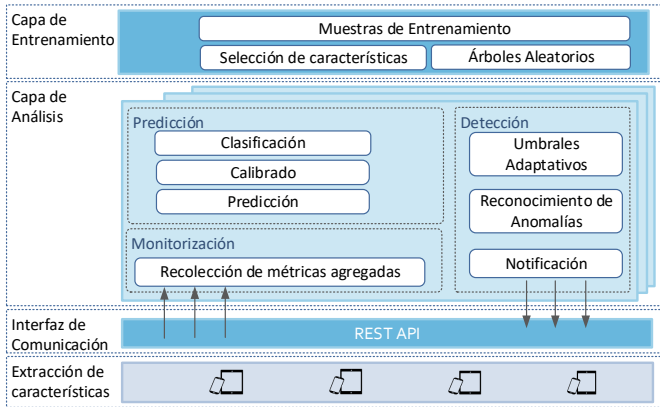 Capa de
Entrenamiento
Muestras de Entrenamiento
Selección de características
Árboles Aleatorios
Capa de
Análisis
Predicción
Clasificación
Calibrado
Predicción
Monitorización
Recolección de métricas agregadas
Detección
Umbrales
Adaptativos
Reconocimiento de
Anomalías
Notificación
Interfaz de
Comunicación
REST API
Extracción de
características